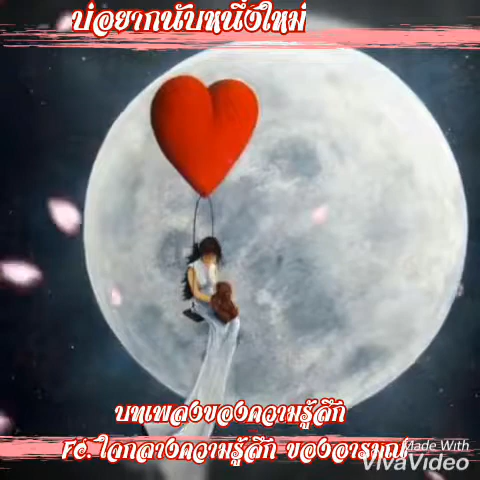 บ่อยากนับหนึ่งใหม่
บทเพลงของความรู้สึก
FC. ใจกลางความรู้สึก ของอารมณ์
Made With
VivaVideo